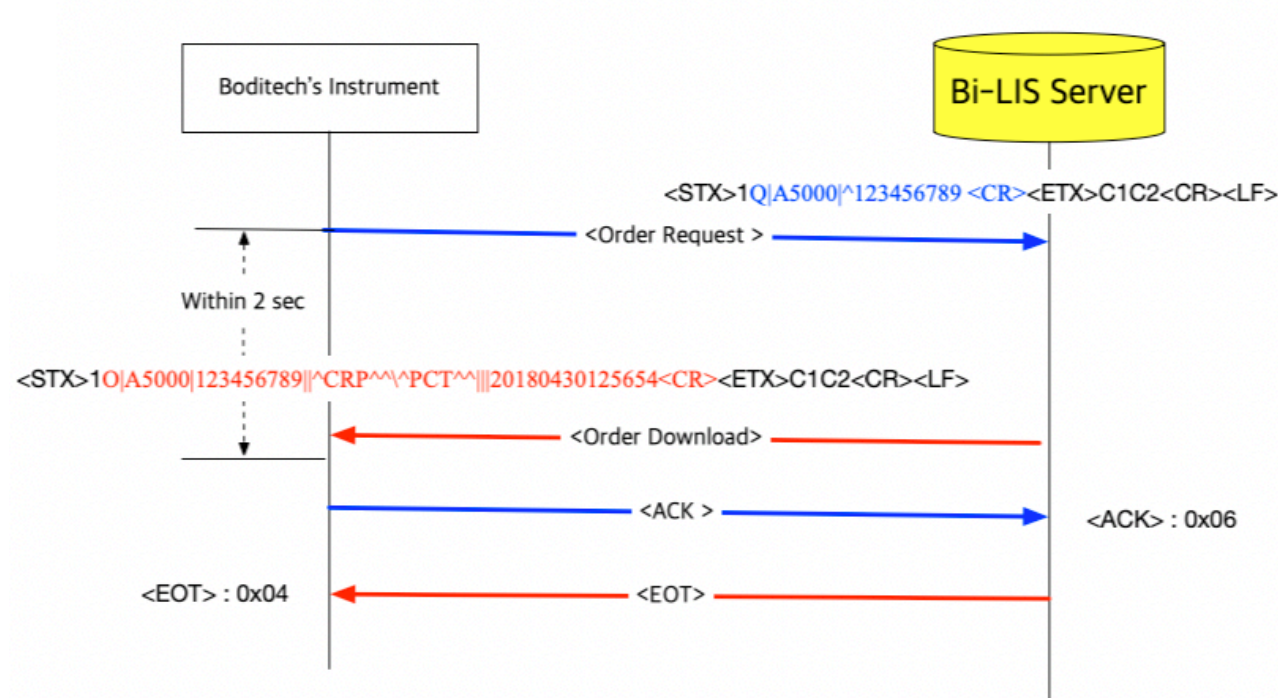 Boditech's Instrument
Bi-LIS Server
<STX>1Q|A5000|^123456789 <CR><ETX>C1C2<CR><LF>
<Order Request >
Within 2 sec
<STX>1O|A5000|123456789||^CRP^^\^PCT^^|||20180430125654<CR><ETX>C1C2<CR><LF>
<Order Download>
<ACK >
<ACK> : 0x06
<EOT> : 0x04
<EOT>